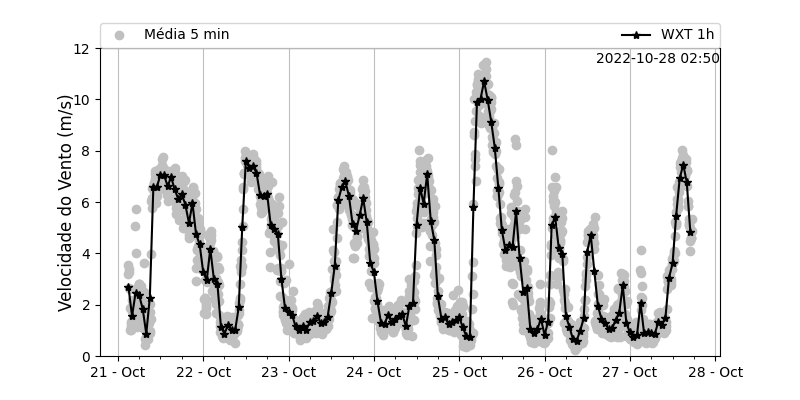 Média 5 min
WXT 1h
2022-10-28 02:50
Velocidade do Vento (m/s)
12
10
8
6
4
2
0
21 - Oct
22 - Oct
23 - Oct
24 - Oct
25 - Oct
26 - Oct
27 - Oct
28 - Oct